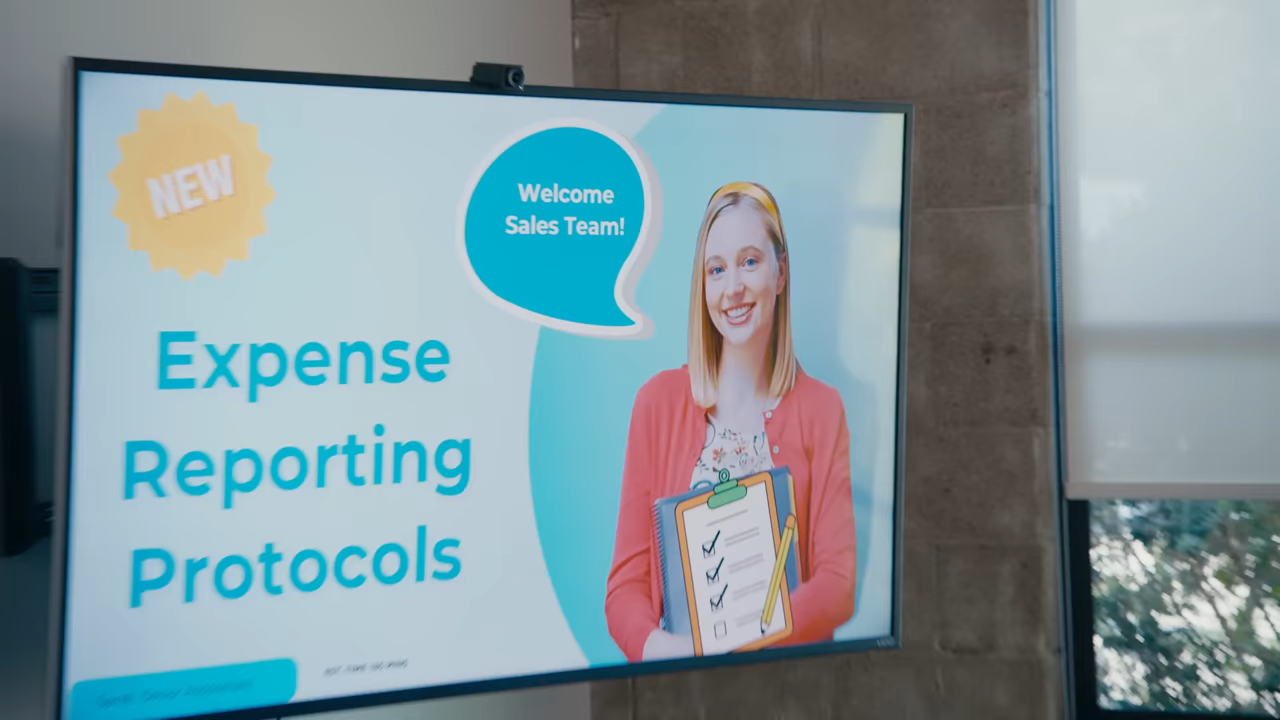 NEW
Welcome
Sales Team!
Expense
Reporting
Protocols